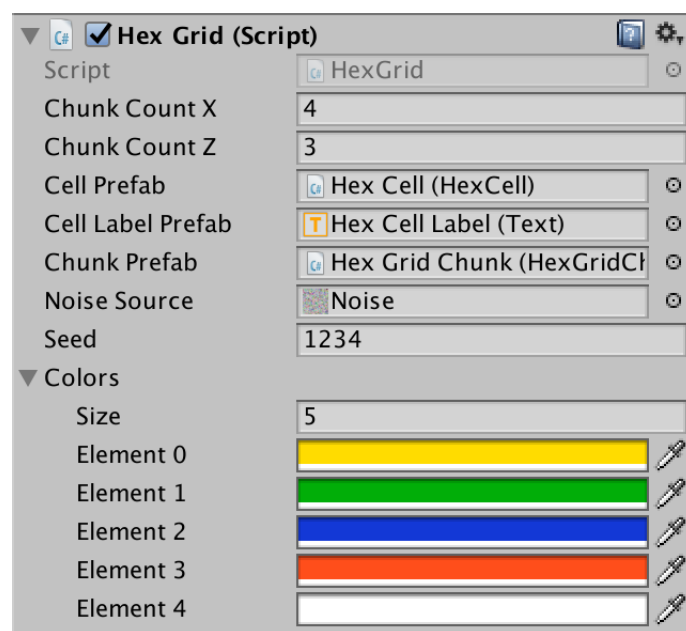 Hex Grid (Script)
Script HexGrid
Chunk Count X 4
Chunk Count Z 3
Cell Prefab Hex Cell (HexCell)
Cell Label Prefab T Hex Cell Label (Text)
Chunk Prefab Hex Grid Chunk (HexGridCh
Noise Source Noise
Seed 1234
Colors
Size 5
Element 0
Element 1
Element 2
Element 3
Element 4